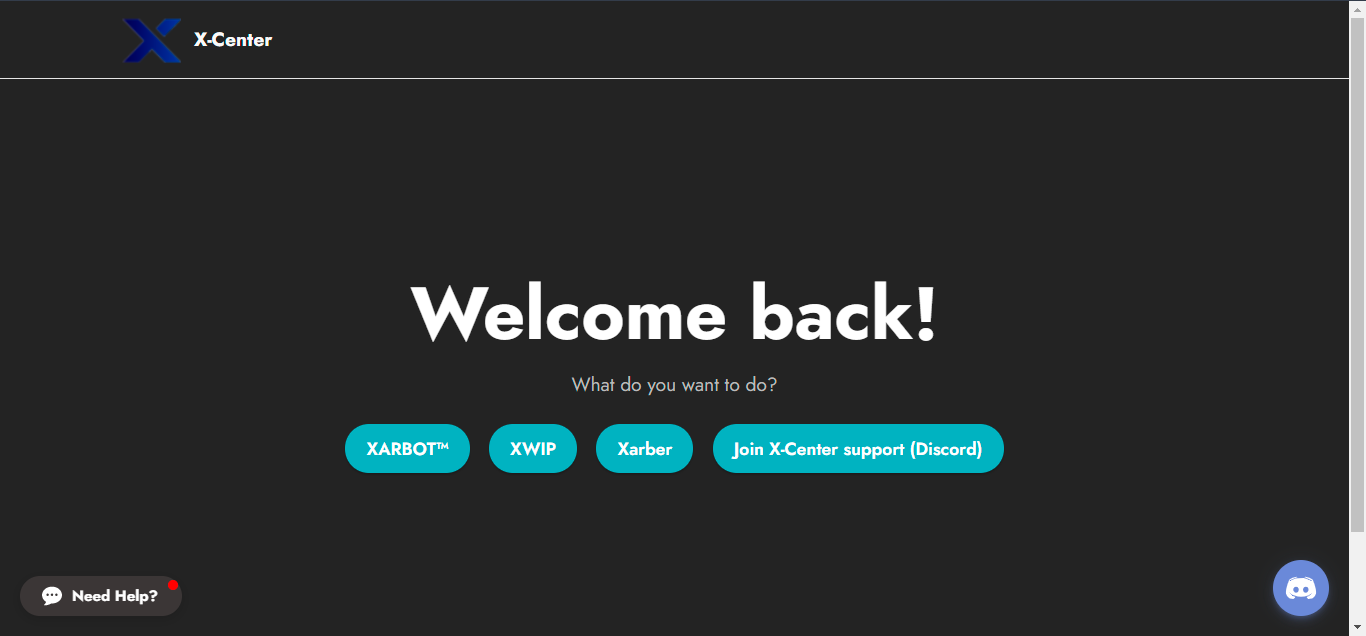 X-Center
Welcome back!
What do you want to do?
XARBOT™
XWIP
Xarber
Join X-Center support (Discord)
Need Help?